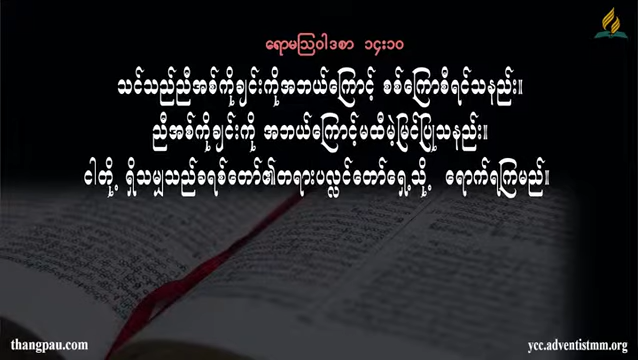 ရောမဩဝါဒစာ ၁၄း၁၀
သင်သည်ညီအစ်ကိုချင်းကိုအဘယ်ကြောင့် စစ်ကြောစီရင်သနည်း။
ညီအစ်ကိုချင်းကို အဘယ်ကြောင့်မထီမဲ့မြင်ပြုသနည်း။
ငါတို့ ရှိသမျှသည်ခရစ်တော်၏တရားပလ္လင်တော်ရှေ့သို့ ရောက်ရကြမည်။
thangpau.com
ycc.adventistmm.org